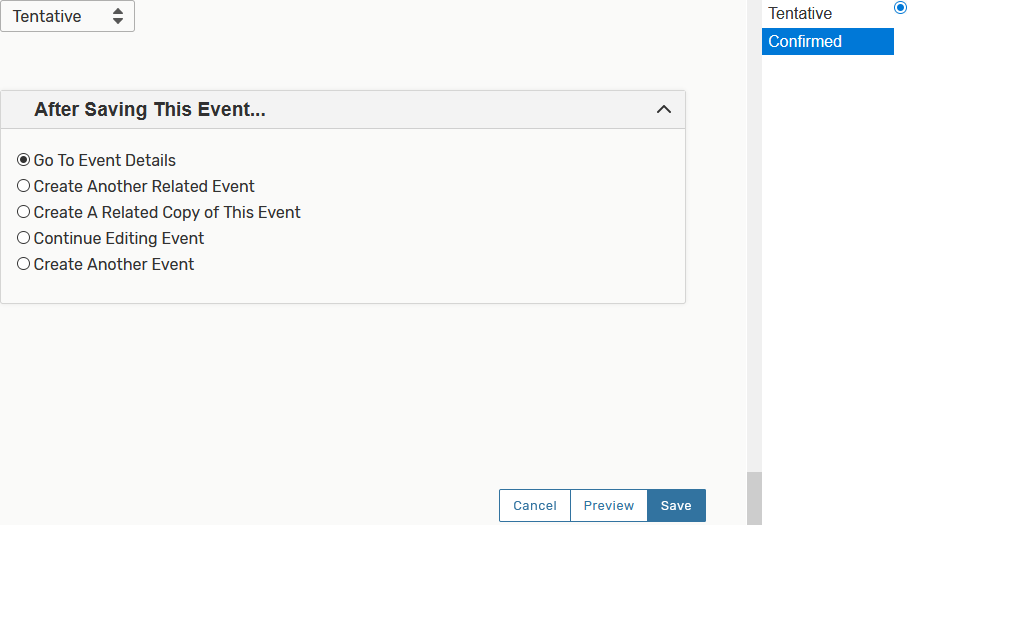 Tentative
After Saving This Event...
Go To Event Details
Create Another Related Event
Create A Related Copy of This Event
Continue Editing Event
Create Another Event
Cancel Preview Save
Tentative
Confirmed